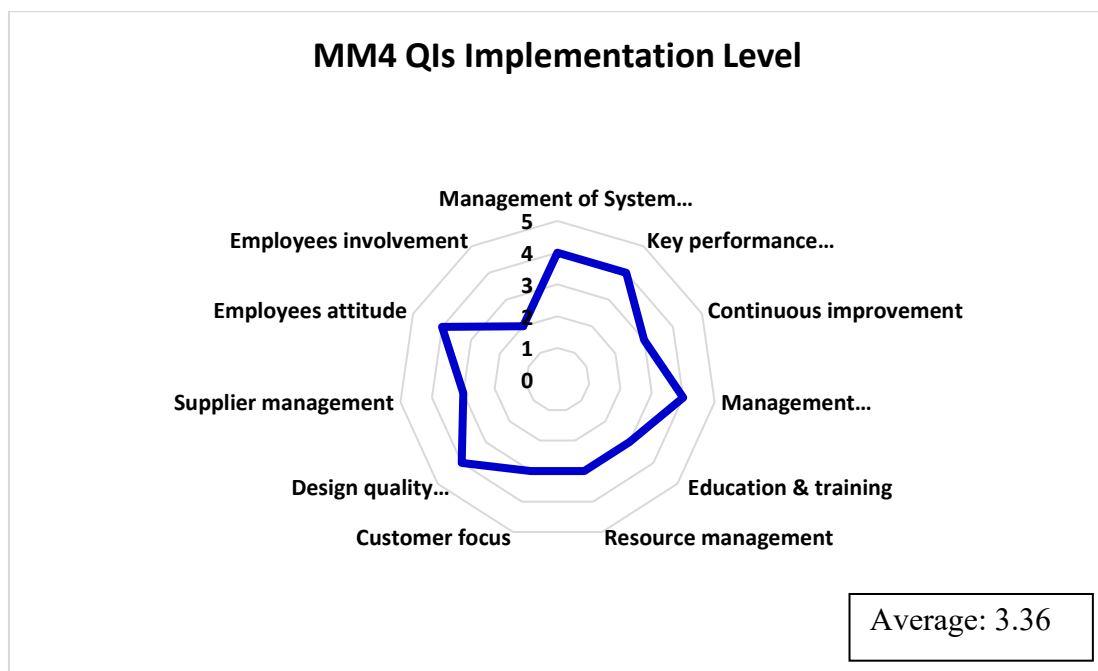 MM4 QIs Implementation Level
Management of System…
Key performance…
Continuous improvement
Management…
Education & training
Resource management
Customer focus
Design quality…
Supplier management
Employees attitude
Employees involvement
5
4
3
2
1
0
Average: 3.36